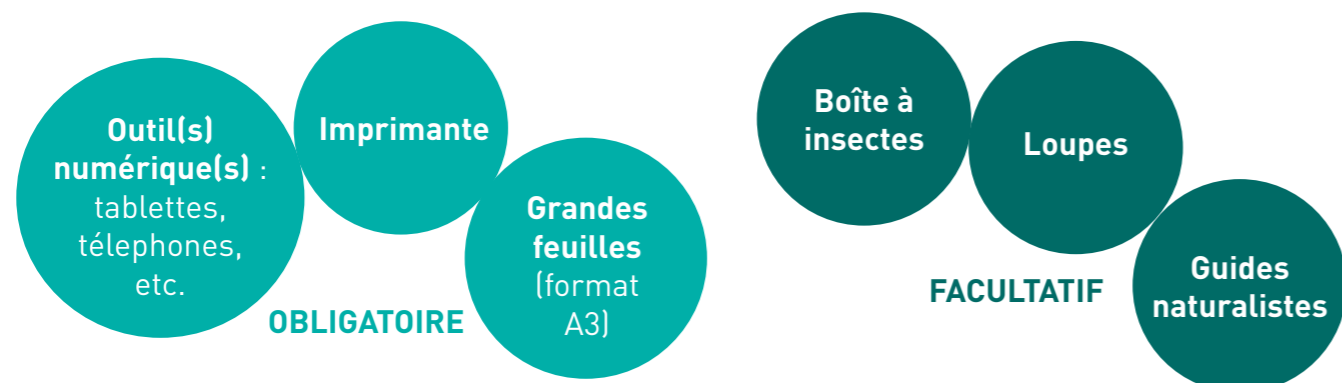 Outil(s)
numérique(s) :
tablettes,
télephones,
etc.
Imprimante
Grandes
feuilles
(format
A3)
OBLIGATOIRE
Boîte à
insectes
Loupes
Guides
naturalistes
FACULTATIF